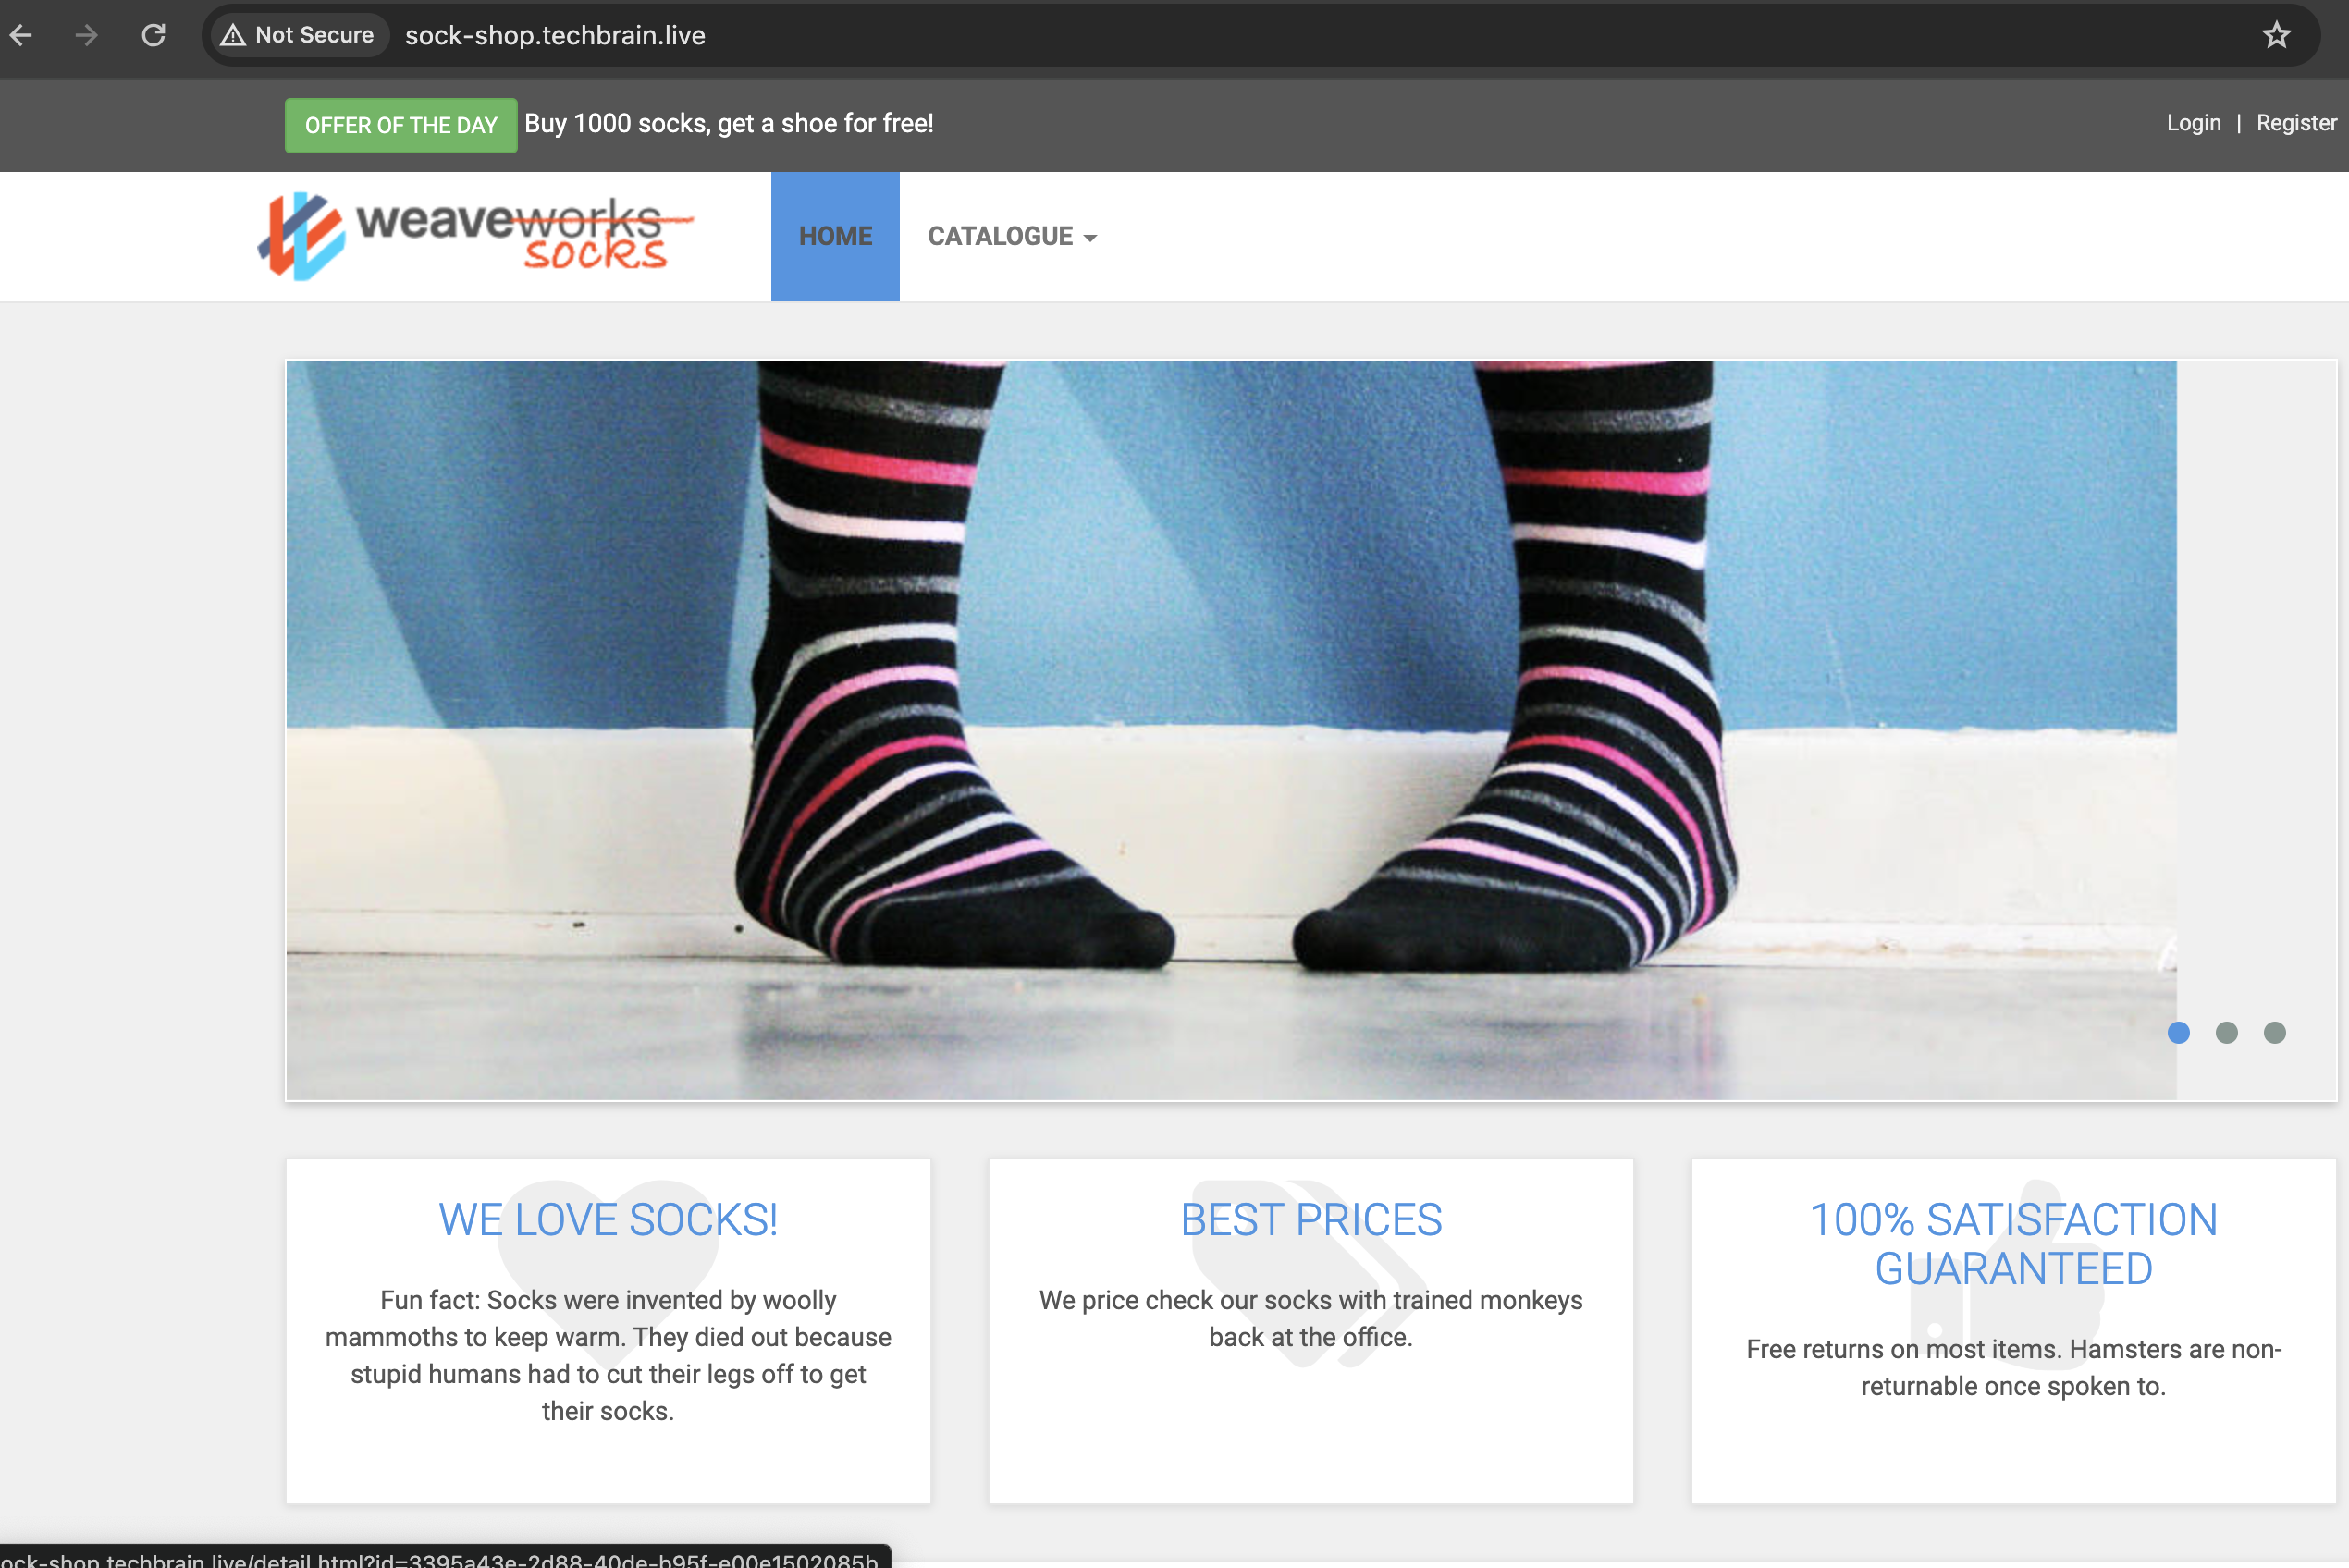 Not Secure sock-shop.techbrain.live
OFFER OF THE DAY Buy 1000 socks, get a shoe for free!
Login | Register
weaveworks
socks
HOME CATALOGUE
WE LOVE SOCKS!
Fun fact: Socks were invented by woolly
mammoths to keep warm. They died out because
stupid humans had to cut their legs off to get
their socks.
BEST PRICES
We price check our socks with trained monkeys
back at the office.
100% SATISFACTION
GUARANTEED
Free returns on most items. Hamsters are non-
returnable once spoken to.
ock-shop.techbrain.live/detail.html?id=3395a43e-2d88-40de-b95f-e00e1502085b